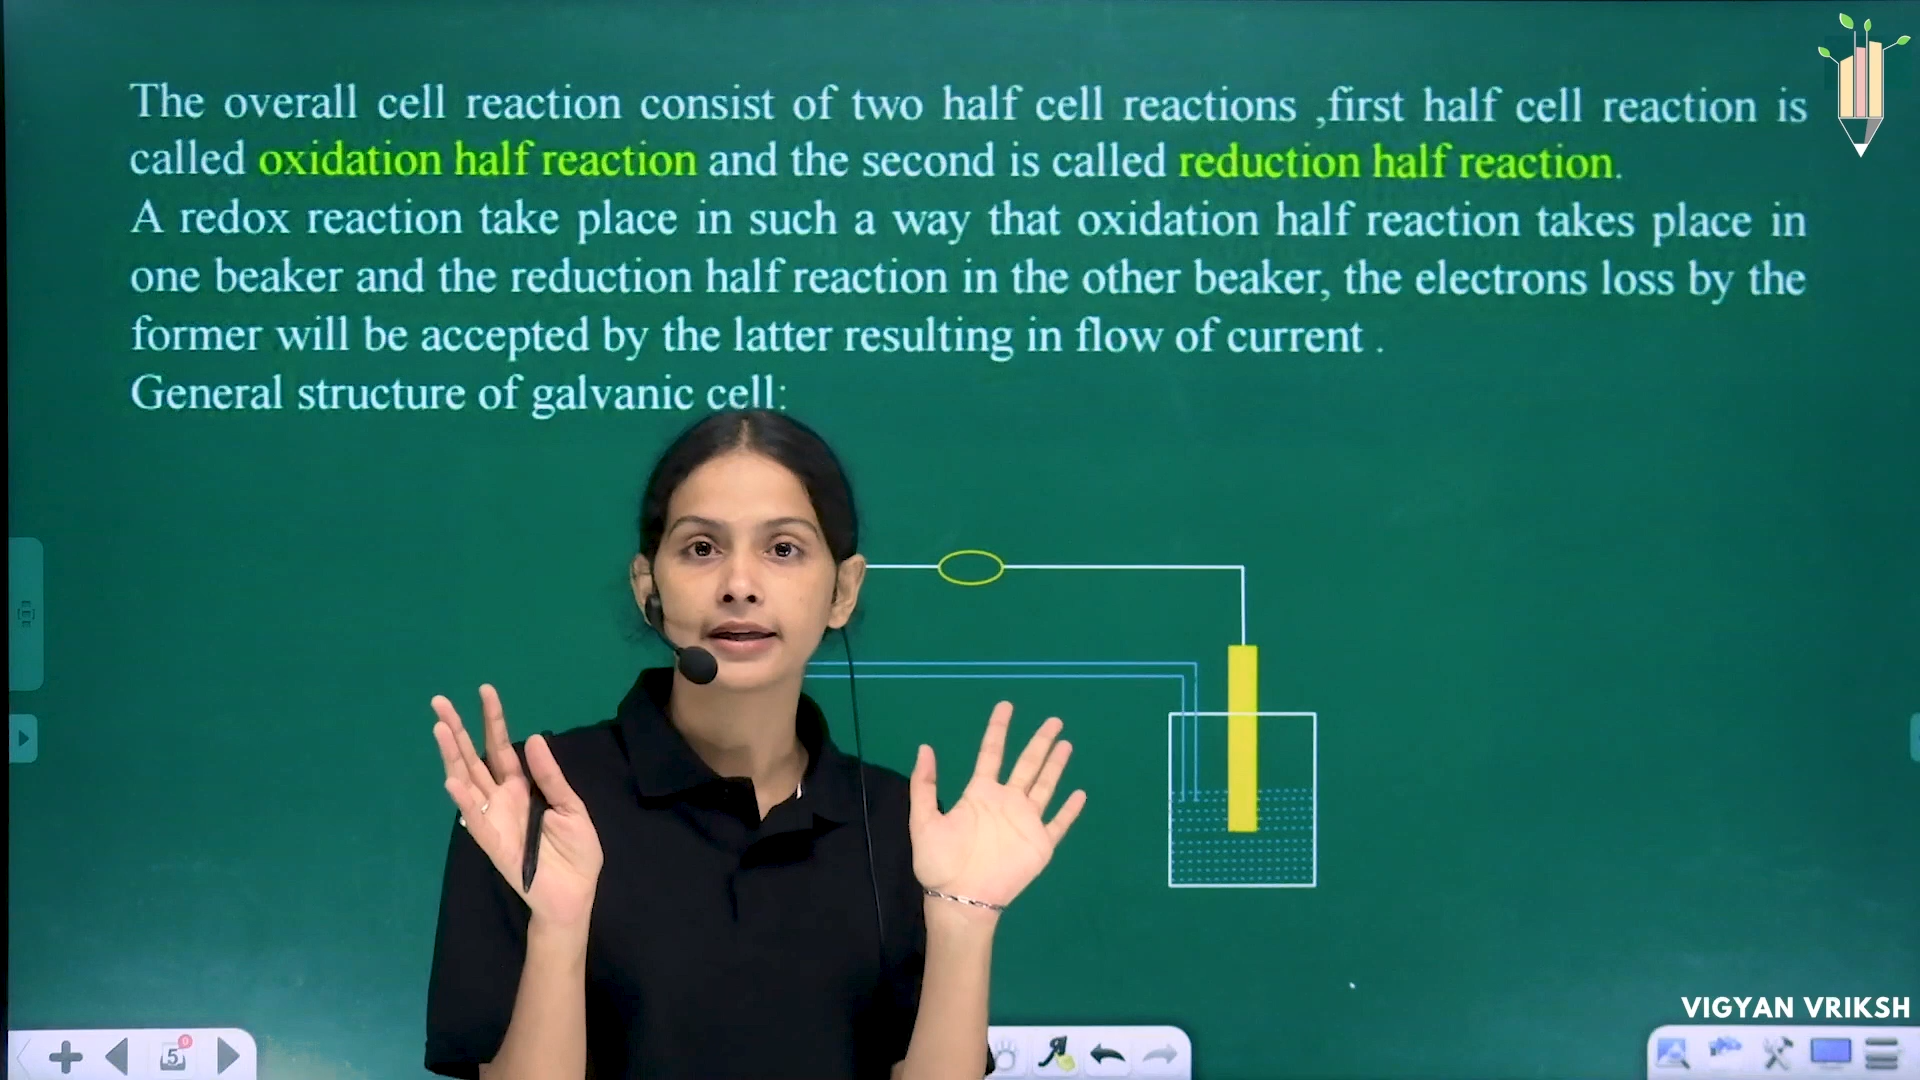 The overall cell reaction consist of two half cell reactions ,first half cell reaction is
called oxidation half reaction and the second is called reduction half reaction.
A redox reaction take place in such a way that oxidation half reaction takes place in
one beaker and the reduction half reaction in the other beaker, the electrons loss by the
former will be accepted by the latter resulting in flow of current .
General structure of galvanic cell:
VIGYAN VRIKSH
5
0